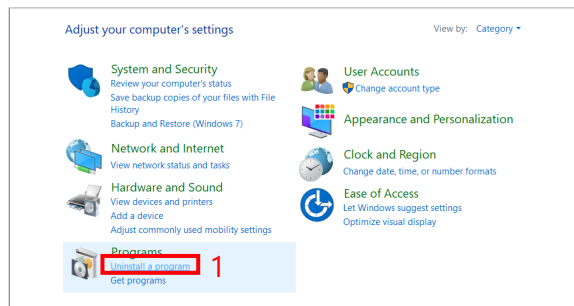 Adjust your computer's settings
View by: Category
System and Security
Review your computer's status
Save backup copies of your files with File
History
Backup and Restore (Windows 7)
Network and Internet
View network status and tasks
Hardware and Sound
View devices and printers
Add a device
Adjust commonly used mobility settings
Programs
Uninstall a program
1
Get programs
User Accounts
Change account type
Appearance and Personalization
Clock and Region
Change date, time, or number formats
Ease of Access
Let Windows suggest settings
Optimize visual display